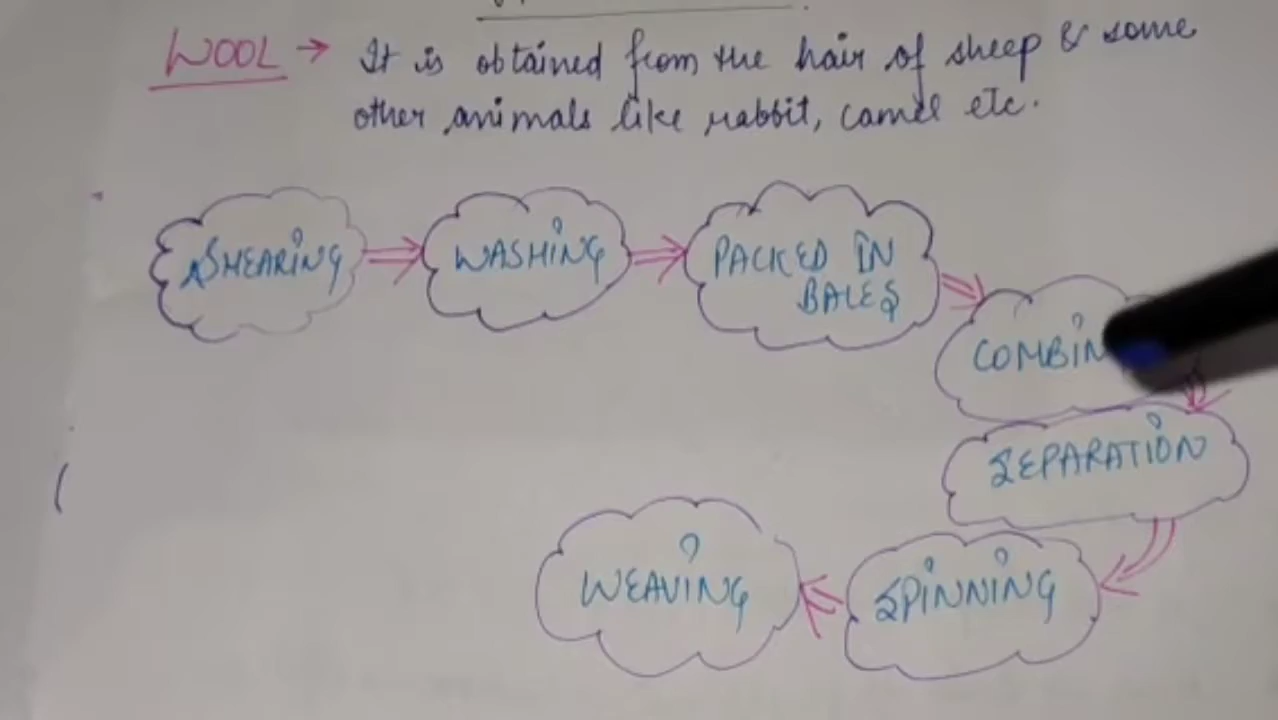 WOOL → It is obtained from the hair of sheep & some
other animals like rabbit, camel etc.
SHEARING
WASHING
PACKED IN
BALES
SEPARATION
SPINNING
WEAVING